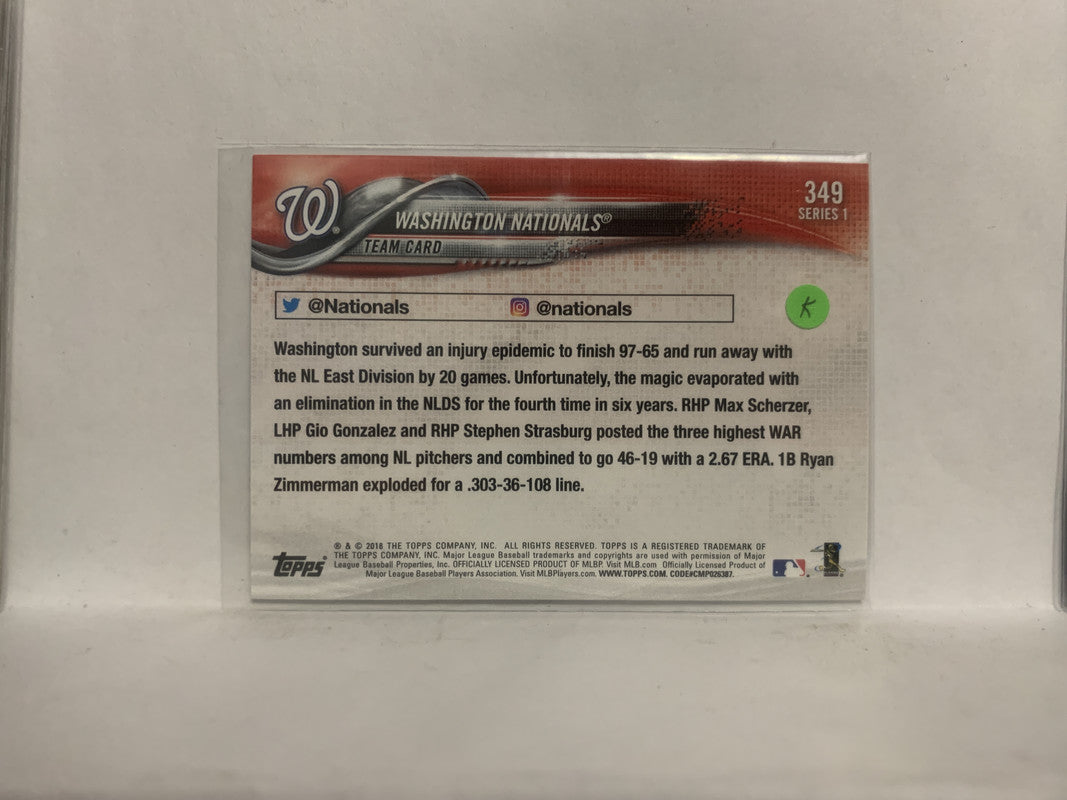 W
WASHINGTON NATIONALS®
TEAM CARD
349
SERIES 1
@Nationals
@nationals
K
Washington survived an injury epidemic to finish 97-65 and run away with
the NL East Division by 20 games. Unfortunately, the magic evaporated with
an elimination in the NLDS for the fourth time in six years. RHP Max Scherzer,
LHP Gio Gonzalez and RHP Stephen Strasburg posted the three highest WAR
numbers among NL pitchers and combined to go 46-19 with a 2.67 ERA. 1B Ryan
Zimmerman exploded for a .303-36-108 line.
Topps
® & © 2018 THE TOPPS COMPANY, INC. ALL RIGHTS RESERVED. TOPPS IS A REGISTERED TRADEMARK OF
THE TOPPS COMPANY, INC. Major League Baseball trademarks and copyrights are used with permission of Major
League Baseball Properties, Inc. OFFICIALLY LICENSED PRODUCT OF MLBP. Visit MLB.com Officially Licensed Product of
Major League Baseball Players Association. Visit MLBPlayers.com. WWW.TOPPS.COM. CODE#CMP026387.